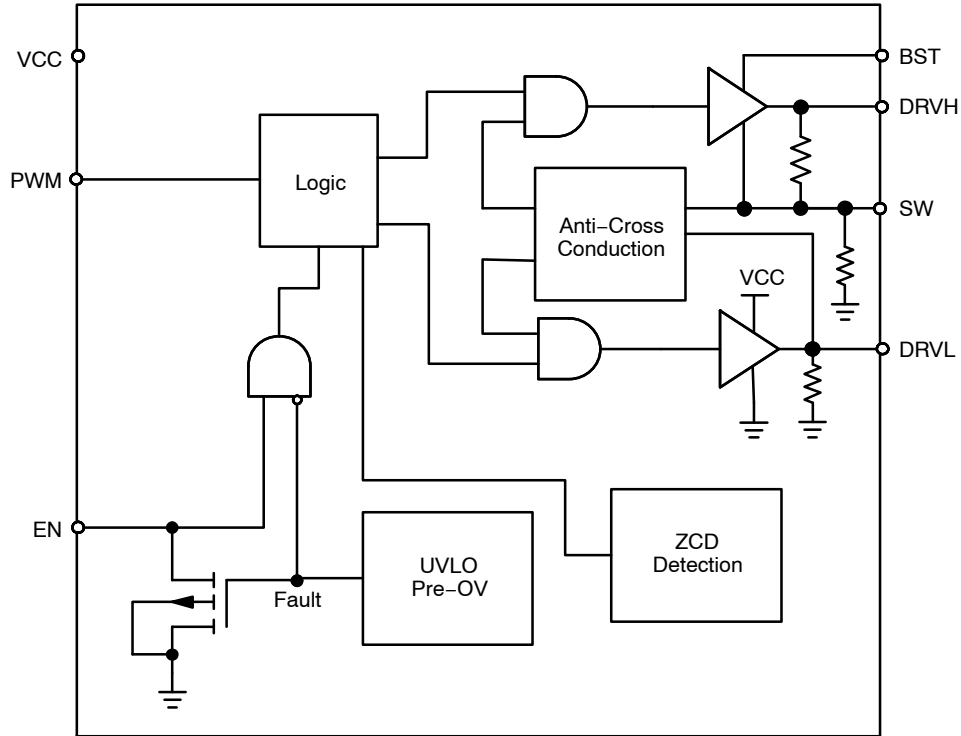 VCC
BST
DRVH
PWM
Logic
SW
Anti−Cross
Conduction
VCC
DRVL
EN
UVLO
Pre−OV
ZCD
Detection
Fault